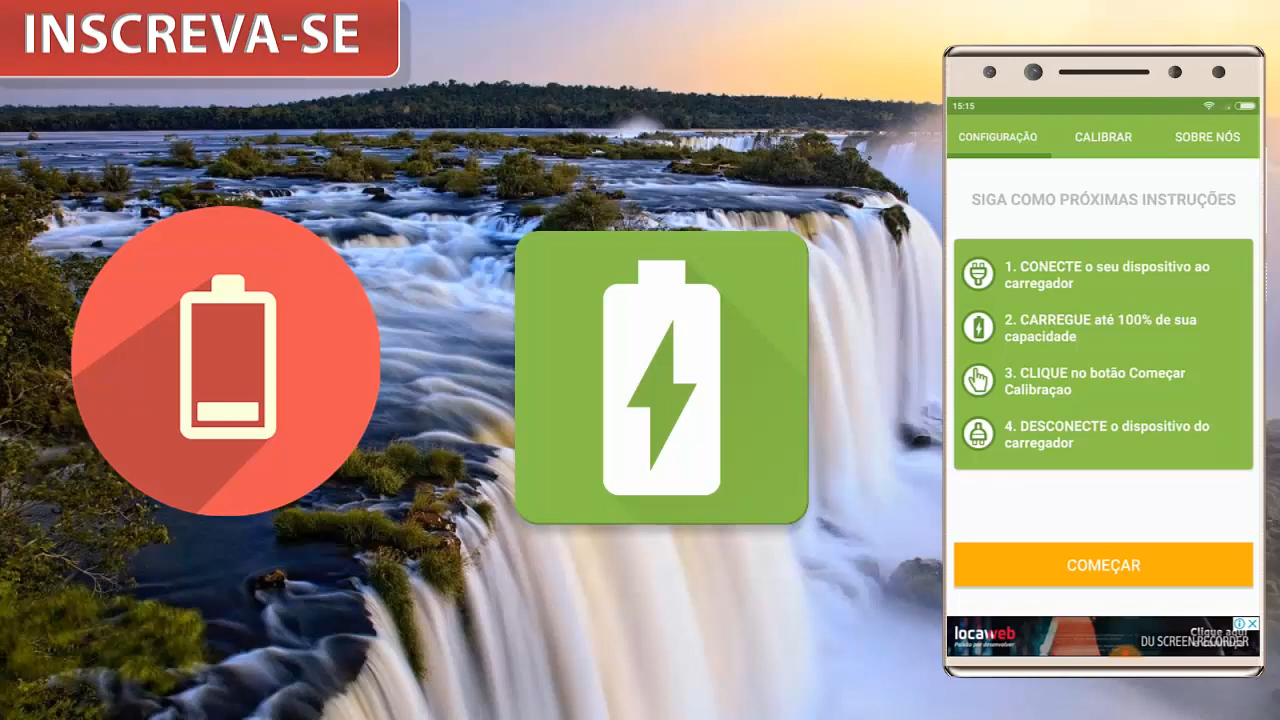 INSCREVA-SE
15:15
CONFIGURAÇÃO
CALIBRAR
SOBRE NÓS
SIGA COMO PRÓXIMAS INSTRUÇÕES
1. CONECTE o seu dispositivo ao
carregador
2. CARREGUE até 100% de sua
capacidade
3. CLIQUE no botão Começar
Calibraçao
4. DESCONECTE o dispositivo do
carregador
COMEÇAR
locaweb
Clique aqui
DU SCREEN RECORDER